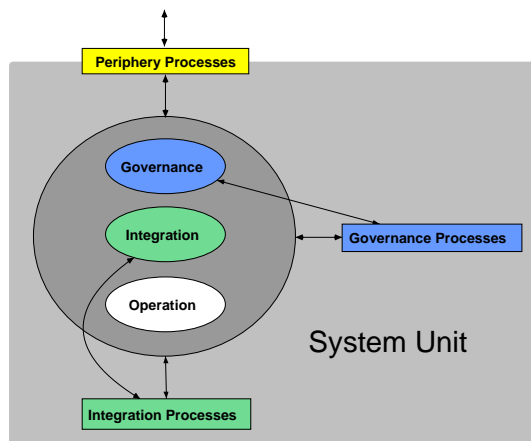 Periphery Processes
Governance
Integration
Governance Processes
Operation
System Unit
Integration Processes